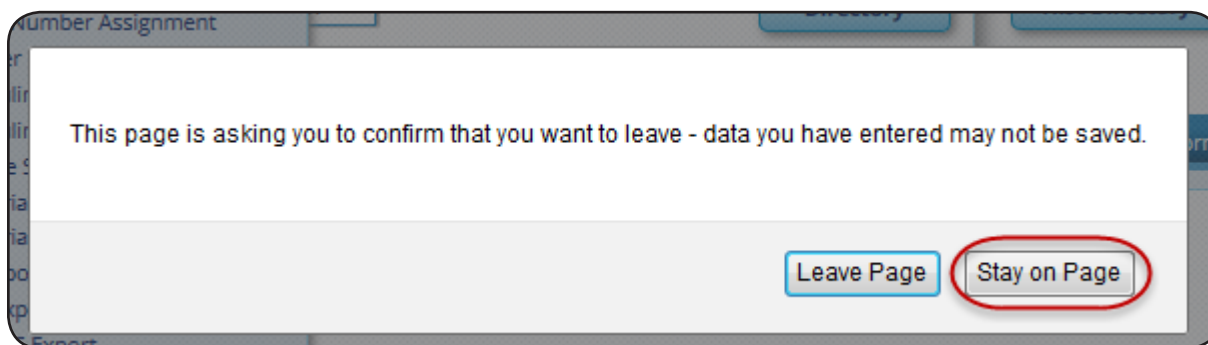 Number Assignment
Directory
This page is asking you to confirm that you want to leave - data you have entered may not be saved.
Leave Page
Stay on Page
Export